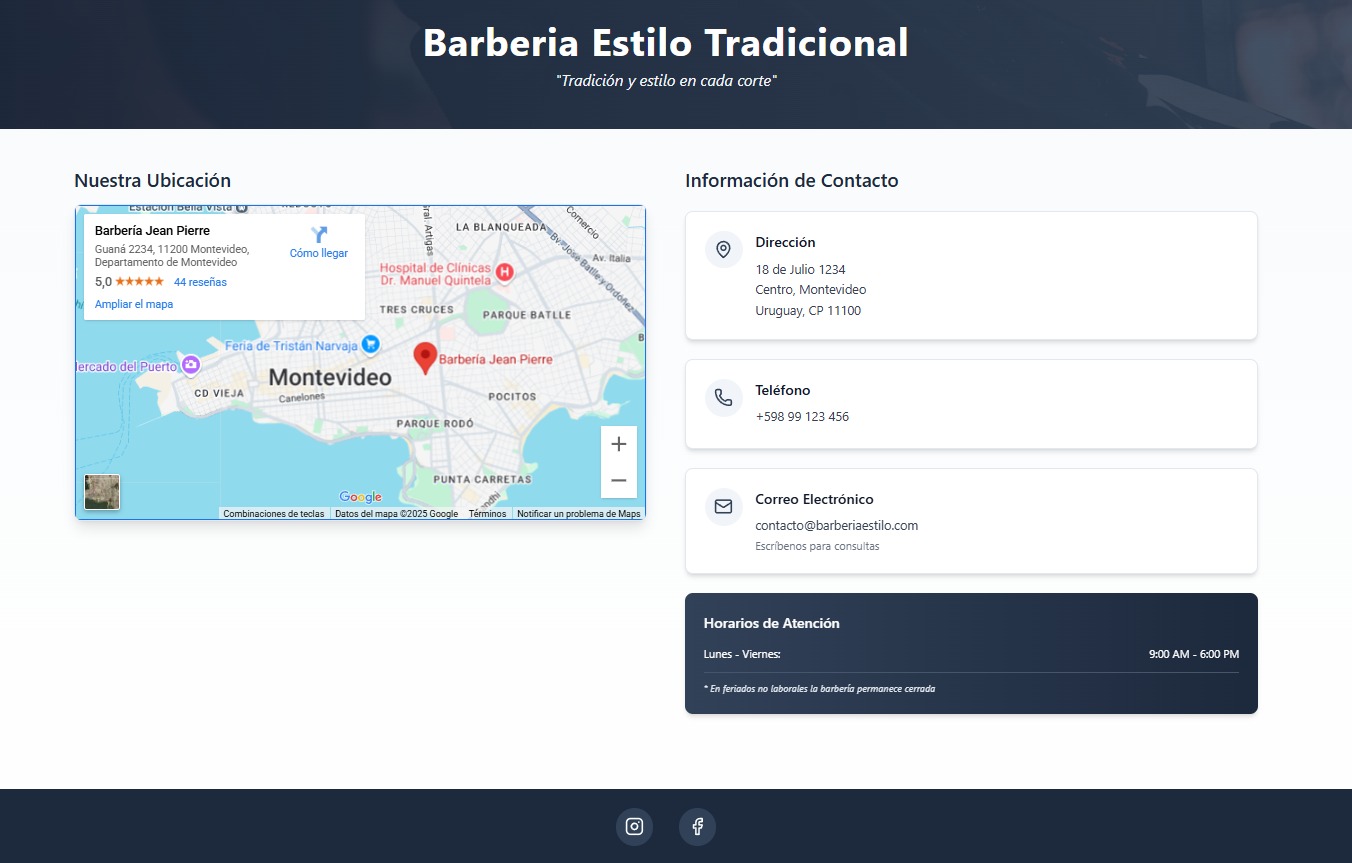 Barberia Estilo Tradicional
"Tradición y estilo en cada corte"
Nuestra Ubicación
Estación Bella Vista
Barbería Jean Pierre
Guaná 2234, 11200 Montevideo,
Departamento de Montevideo
5,0
44 reseñas
Ampliar el mapa
Cómo llegar
Gral. Artigas
LA BLANQUEADA
Comercio
Bv. José Batlle y Ordóñez
Av. Italia
Hospital de Clínicas
Dr. Manuel Quintela
H
TRES CRUCES
PARQUE BATLLE
Feria de Tristán Narvaja
Barbería Jean Pierre
ercado del Puerto
Montevideo
CD VIEJA
Canelones
POCITOS
PARQUE RODÓ
PUNTA CARRETAS
Google
Combinaciones de teclas
Datos del mapa ©2025 Google
Términos
Notificar un problema de Maps
Información de Contacto
Dirección
18 de Julio 1234
Centro, Montevideo
Uruguay, CP 11100
Teléfono
+598 99 123 456
Correo Electrónico
contacto@barberiaestilo.com
Escríbenos para consultas
Horarios de Atención
Lunes - Viernes:
9:00 AM - 6:00 PM
* En feriados no laborales la barbería permanece cerrada